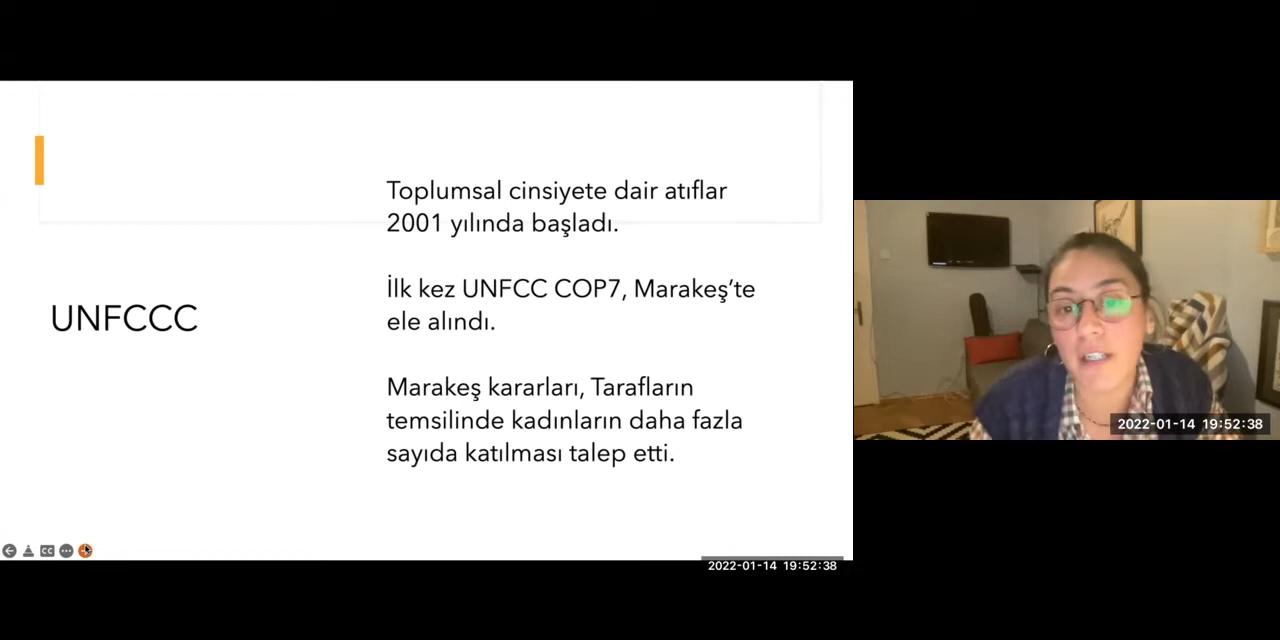 Toplumsal cinsiyete dair atıflar
2001 yılında başladı.
İlk kez UNFCC COP7, Marakeş’te
ele alındı.
UNFCCC
Marakeş kararları, Tarafların
temsilinde kadınların daha fazla
sayıda katılması talep etti.
2022-01-14 19:52:38
CC
2022-01-14 19:52:38